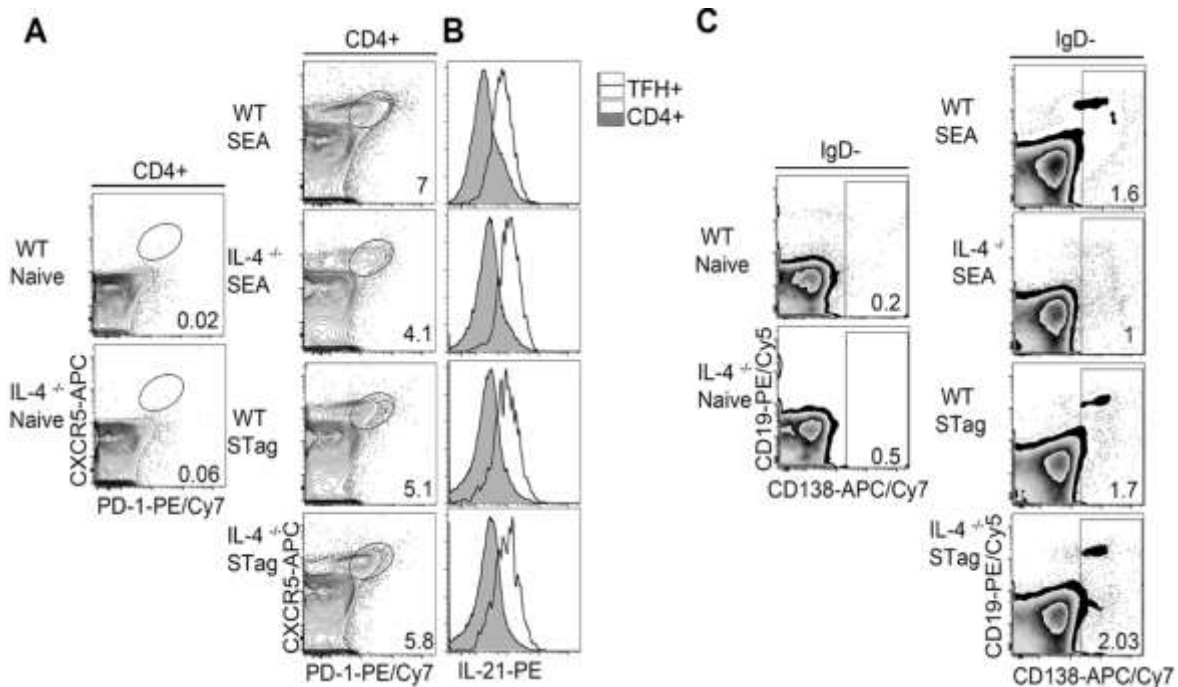 A
CD4+
WT
Naive
0.02
IL-4 -/-
Naive
0.06
CXCR5-APC
PD-1-PE/Cy7
CD4+
WT
SEA
7
IL-4 -/-
SEA
4.1
WT
STag
5.1
IL-4 -/-
STag
5.8
CXCR5-APC
PD-1-PE/Cy7
B
TFH+
CD4+
IL-21-PE
C
IgD-
WT
Naive
0.2
IL-4 -/-
Naive
0.5
CD19-PE/Cy5
CD138-APC/Cy7
IgD-
WT
SEA
1.6
IL-4 -/-
SEA
1
WT
STag
1.7
IL-4 -/-
STag
2.03
CD19-PE/Cy5
CD138-APC/Cy7